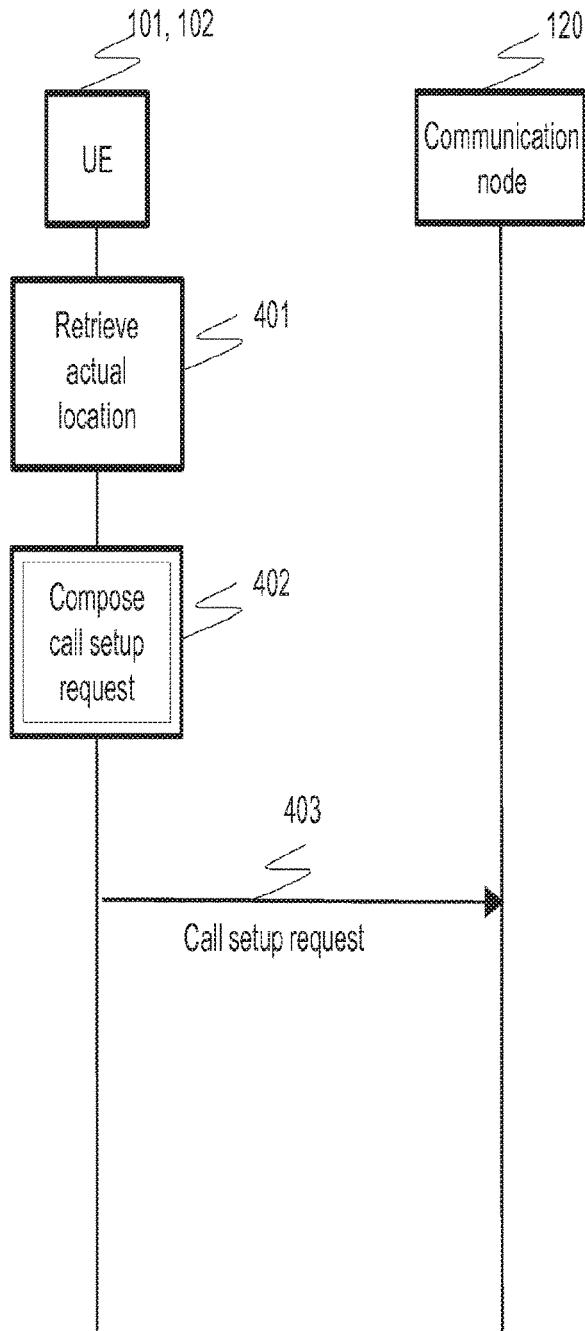 101, 102
120
UE
Communication
node
Retrieve
actual
location
401
Compose
call setup
request
402
403
Call setup request